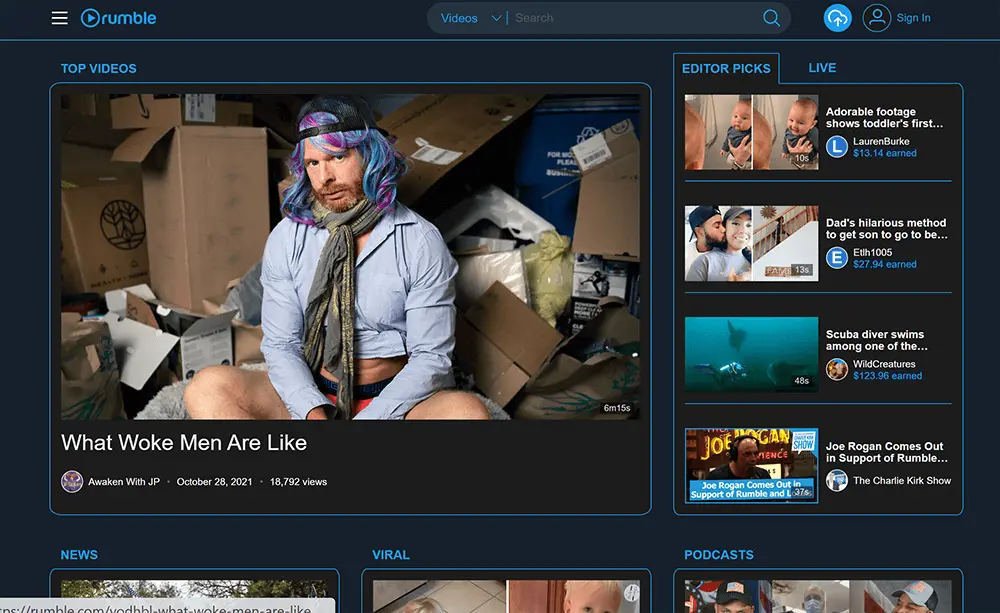 rumble
Videos
Search
Sign In
TOP VIDEOS
6m15s
What Woke Men Are Like
Awaken With JP • October 28, 2021 • 18,792 views
EDITOR PICKS
LIVE
10s
Adorable footage
shows toddler's first...
L
LaurenBurke
$13.14 earned
13s
Dad's hilarious method
to get son to go to be...
E
Etlh1005
$27.94 earned
48s
Scuba diver swims
among one of the...
WildCreatures
$123.96 earned
JOE ROGAN
CHARLIE KIRK
SHOW
Joe Rogan Comes Out in
Support of Rumble and
37s
Joe Rogan Comes Out
in Support of Rumble...
The Charlie Kirk Show
NEWS
VIRAL
PODCASTS
tps://rumble.com/vodhbl-what-woke-men-are-like